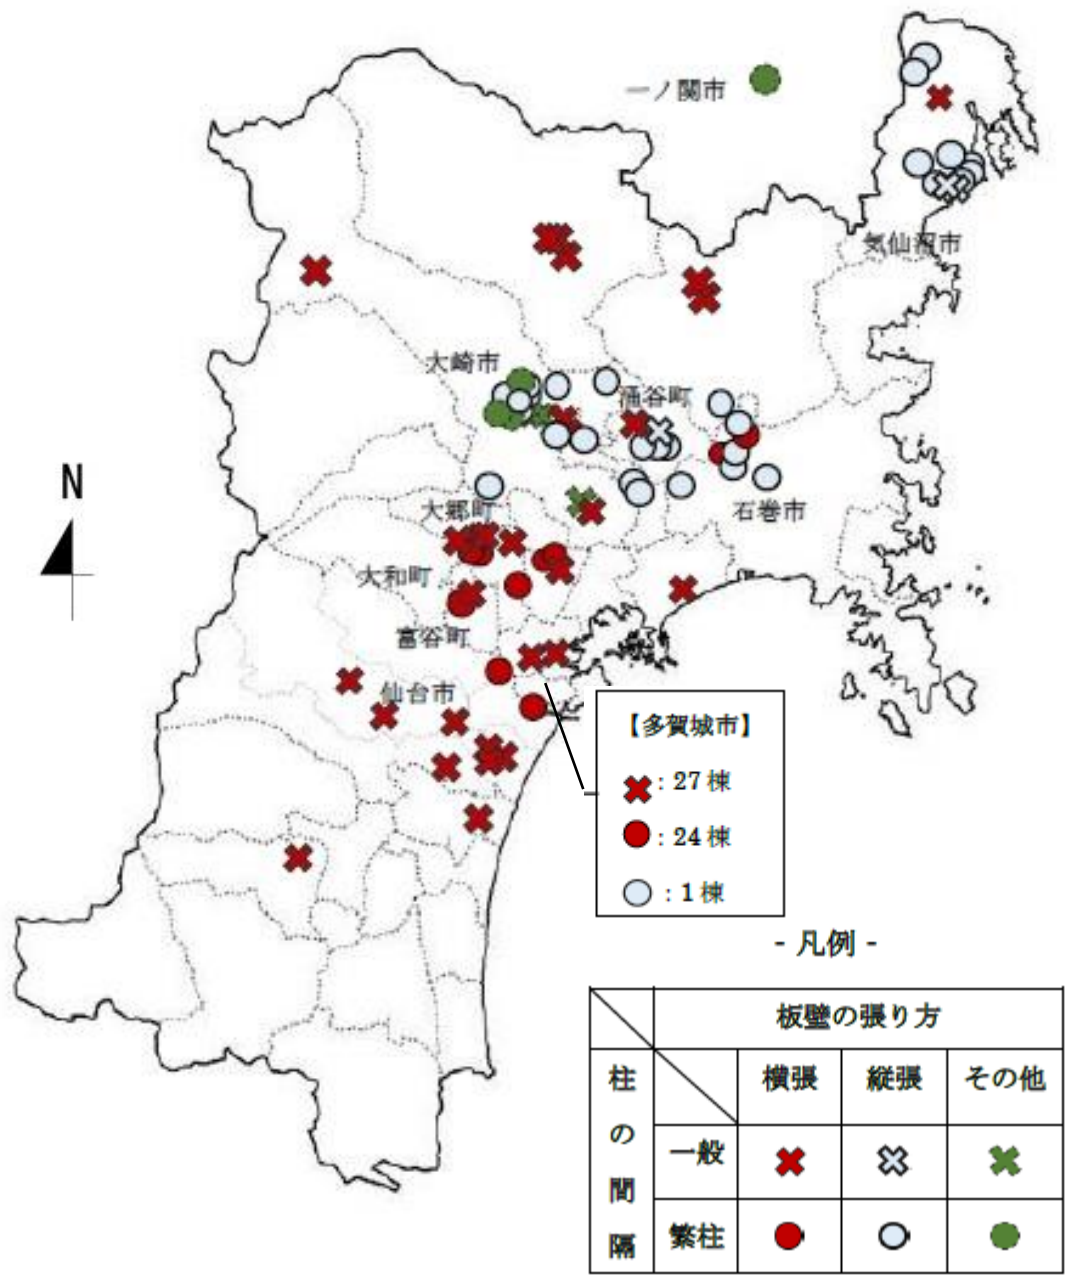 一ノ関市
気仙沼市
大崎市
涌谷町
N
大郷町
石巻市
大和町
富谷町
仙台市
【多賀城市】
：27 棟
：24 棟
：1 棟
- 凡例 -
板壁の張り方
柱の間隔
横張
縦張
その他
一般
繁柱